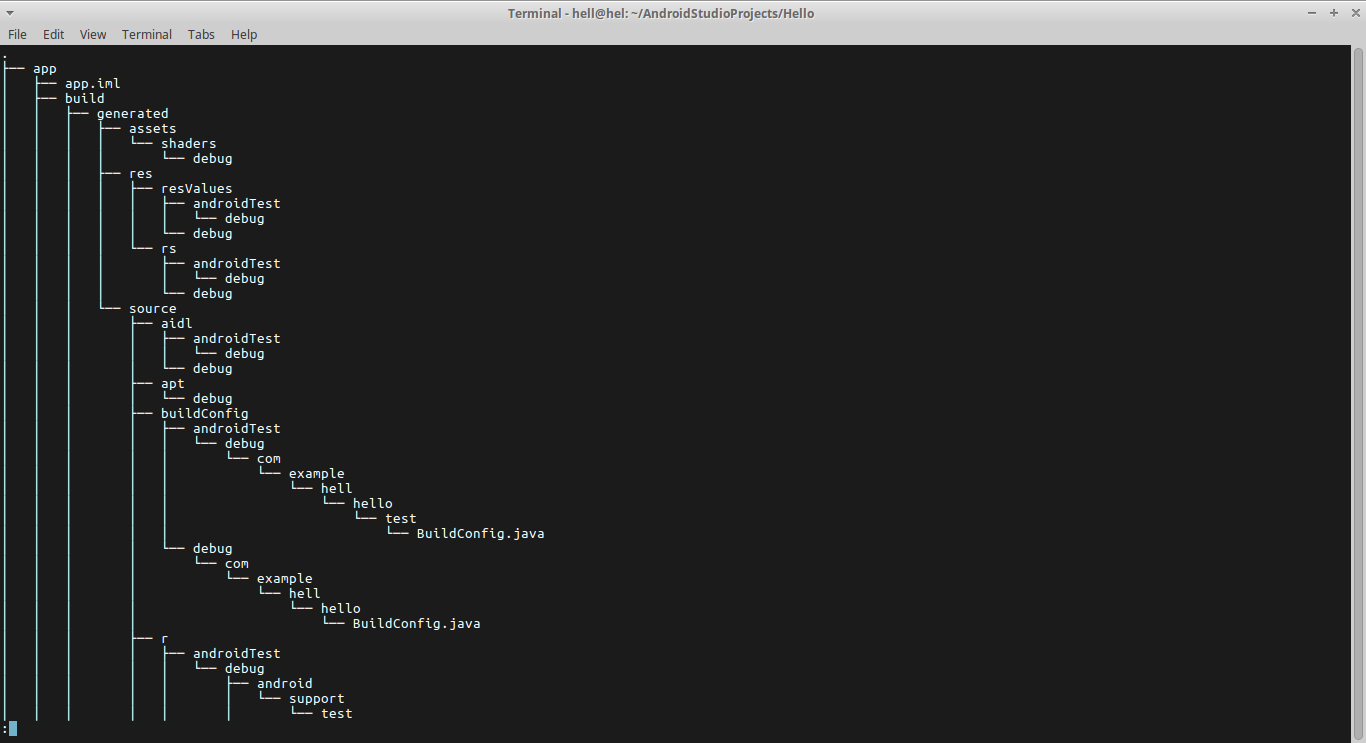 Terminal - hell@hel: ~/AndroidStudioProjects/Hello
File Edit View Terminal Tabs Help
.
├── app
│   ├── app.iml
│   ├── build
│   │   ├── generated
│   │   │   ├── assets
│   │   │   │   └── shaders
│   │   │   │       └── debug
│   │   │   ├── res
│   │   │   │   ├── resValues
│   │   │   │   │   ├── androidTest
│   │   │   │   │   │   └── debug
│   │   │   │   │   └── debug
│   │   │   │   └── rs
│   │   │   │       ├── androidTest
│   │   │   │       │   └── debug
│   │   │   │       └── debug
│   │   │   └── source
│   │   │       ├── aidl
│   │   │       │   ├── androidTest
│   │   │       │   │   └── debug
│   │   │       │   └── debug
│   │   │       ├── apt
│   │   │       │   └── debug
│   │   │       ├── buildConfig
│   │   │       │   ├── androidTest
│   │   │       │   │   └── debug
│   │   │       │   │       └── com
│   │   │       │   │           └── example
│   │   │       │   │               └── hell
│   │   │       │   │                   └── hello
│   │   │       │   │                       └── test
│   │   │       │   │                           └── BuildConfig.java
│   │   │       │   └── debug
│   │   │       │       └── com
│   │   │       │           └── example
│   │   │       │               └── hell
│   │   │       │                   └── hello
│   │   │       │                       └── BuildConfig.java
│   │   │       ├── r
│   │   │       │   ├── androidTest
│   │   │       │   │   └── debug
│   │   │       │   │       ├── android
│   │   │       │   │       │   └── support
│   │   │       │   │       │       └── test
: